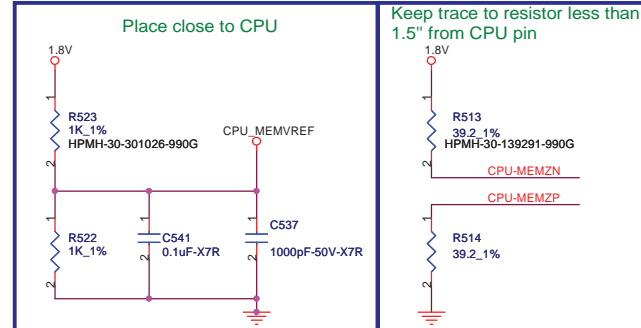 Place close to CPU
1.8V
1
R523
1K_1%
HPMH-30-301026-990G
2
CPU_MEMVREF
1
R522
1K_1%
2
1
C541
0.1uF-X7R
2
1
C537
1000pF-50V-X7R
2
Keep trace to resistor less than
1.5" from CPU pin
1.8V
1
R513
39.2_1%
HPMH-30-139291-990G
2
CPU-MEMZN
CPU-MEMZP
1
R514
39.2_1%
2